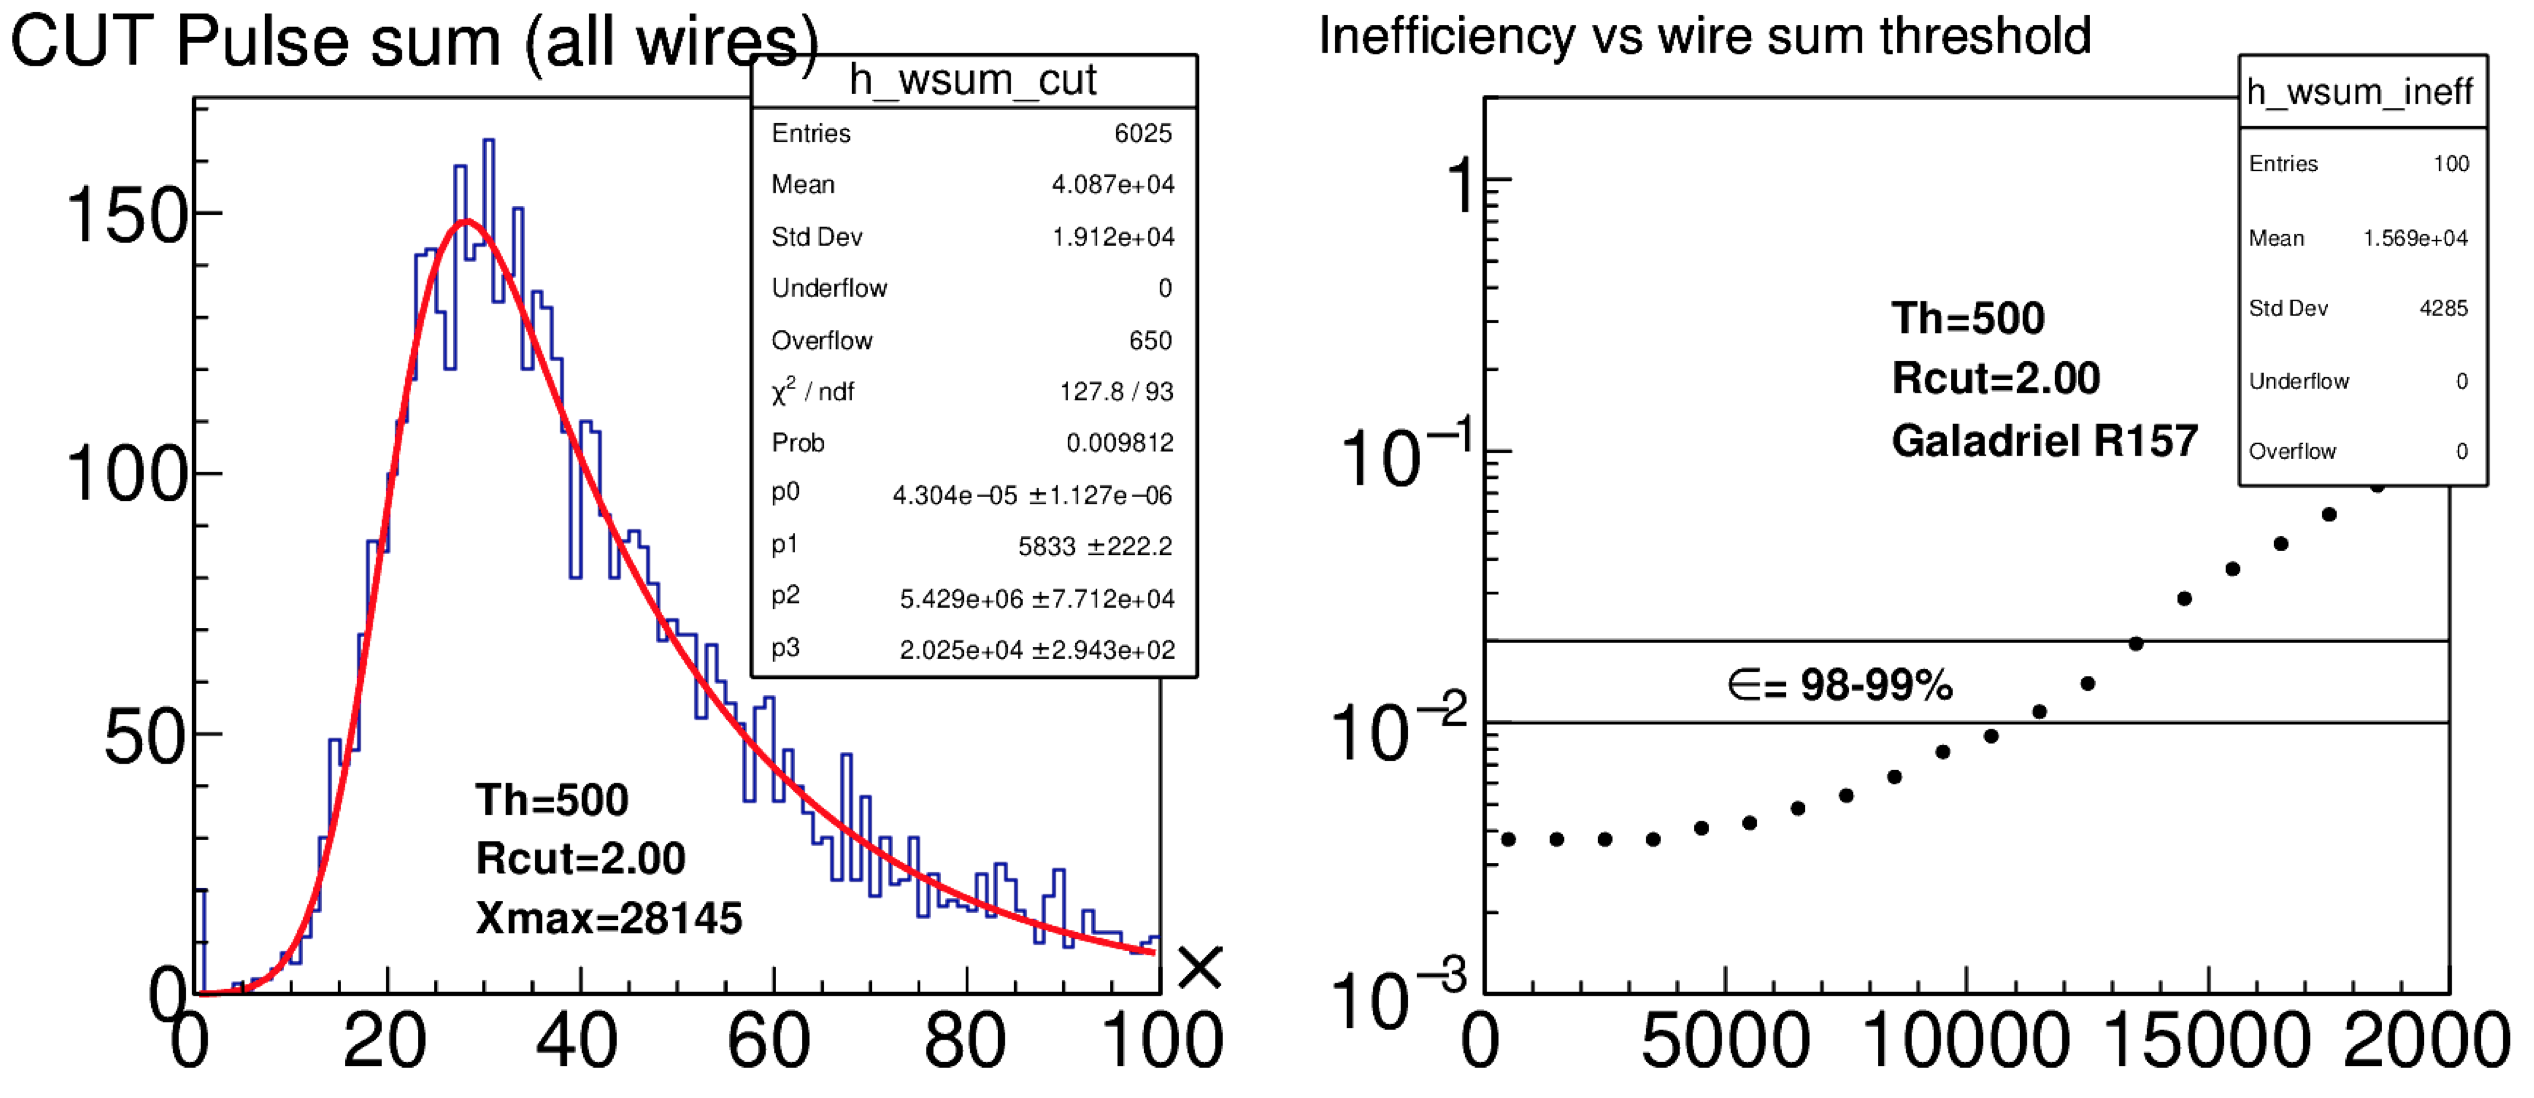 CUT Pulse sum (all wires)
h_wsum_cut
Entries 6025
Mean 4.087e+04
Std Dev 1.912e+04
Underflow 0
Overflow 650
χ² / ndf 127.8 / 93
Prob 0.009812
p0 4.304e−05 ±1.127e−06
p1 5833 ±222.2
p2 5.429e+06 ±7.712e+04
p3 2.025e+04 ±2.943e+02
150
100
50
0
Th=500
Rcut=2.00
Xmax=28145
×
0 20 40 60 80 100
Inefficiency vs wire sum threshold
h_wsum_ineff
Entries 100
Mean 1.569e+04
Std Dev 4285
Underflow 0
Overflow 0
1
10⁻¹
10⁻²
10⁻³
Th=500
Rcut=2.00
Galadriel R157
∈= 98-99%
0 5000 10000 15000 2000